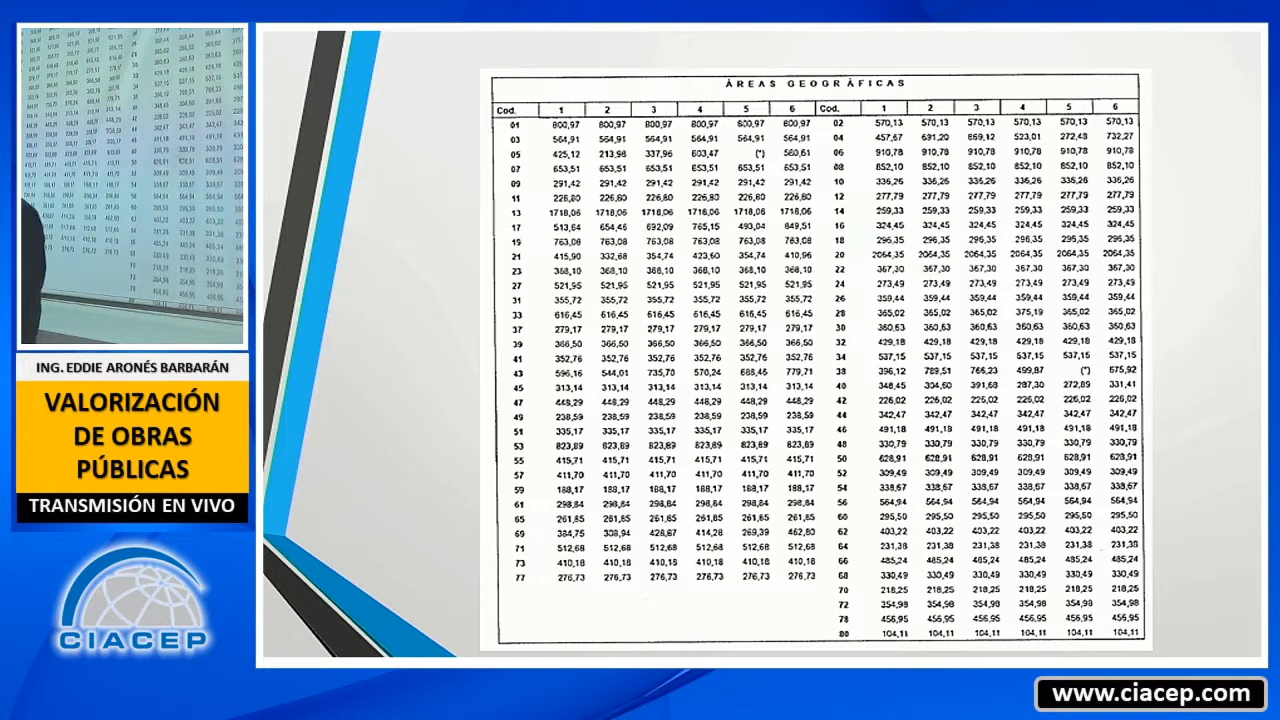 ING. EDDIE ARONÉS BARBARÁN
VALORIZACIÓN
DE OBRAS
PÚBLICAS
TRANSMISIÓN EN VIVO
CIACEP
ÁREAS GEOGRÁFICAS
Cod. 1 2 3 4 5 6 Cod. 1 2 3 4 5 6
01 800,97 800,97 800,97 800,97 800,97 800,97 02 570,13 570,13 570,13 570,13 570,13 570,13
03 564,91 564,91 564,91 564,91 564,91 564,91 04 457,67 691,20 669,12 523,01 272,48 732,27
05 425,12 213,96 337,96 603,47 (*) 560,61 06 910,78 910,78 910,78 910,78 910,78 910,78
07 653,51 653,51 653,51 653,51 653,51 653,51 08 852,10 852,10 852,10 852,10 852,10 852,10
09 291,42 291,42 291,42 291,42 291,42 291,42 10 336,26 336,26 336,26 336,26 336,26 336,26
11 226,80 226,80 226,80 226,80 226,80 226,80 12 277,79 277,79 277,79 277,79 277,79 277,79
13 1718,06 1718,06 1718,06 1718,06 1718,06 1718,06 14 259,33 259,33 259,33 259,33 259,33 259,33
17 513,64 654,46 692,09 765,15 493,04 849,51 16 324,45 324,45 324,45 324,45 324,45 324,45
19 763,08 763,08 763,08 763,08 763,08 763,08 18 296,35 296,35 296,35 296,35 296,35 296,35
21 415,90 332,68 354,74 423,60 354,74 410,96 20 2064,35 2064,35 2064,35 2064,35 2064,35 2064,35
23 368,10 368,10 368,10 368,10 368,10 368,10 22 367,30 367,30 367,30 367,30 367,30 367,30
27 521,95 521,95 521,95 521,95 521,95 521,95 24 273,49 273,49 273,49 273,49 273,49 273,49
31 355,72 355,72 355,72 355,72 355,72 355,72 26 359,44 359,44 359,44 359,44 359,44 359,44
33 616,45 616,45 616,45 616,45 616,45 616,45 28 365,02 365,02 365,02 375,19 365,02 365,02
37 279,17 279,17 279,17 279,17 279,17 279,17 30 360,63 360,63 360,63 360,63 360,63 360,63
39 366,50 366,50 366,50 366,50 366,50 366,50 32 429,18 429,18 429,18 429,18 429,18 429,18
41 352,76 352,76 352,76 352,76 352,76 352,76 34 537,15 537,15 537,15 537,15 537,15 537,15
43 596,16 544,01 735,70 570,24 688,46 779,71 38 396,12 789,51 766,23 499,87 (*) 675,92
45 313,14 313,14 313,14 313,14 313,14 313,14 40 348,45 304,60 391,68 287,30 272,89 331,41
47 448,29 448,29 448,29 448,29 448,29 448,29 42 226,02 226,02 226,02 226,02 226,02 226,02
49 238,59 238,59 238,59 238,59 238,59 238,59 44 342,47 342,47 342,47 342,47 342,47 342,47
51 335,17 335,17 335,17 335,17 335,17 335,17 46 491,18 491,18 491,18 491,18 491,18 491,18
53 823,89 823,89 823,89 823,89 823,89 823,89 48 330,79 330,79 330,79 330,79 330,79 330,79
55 415,71 415,71 415,71 415,71 415,71 415,71 50 628,91 628,91 628,91 628,91 628,91 628,91
57 411,70 411,70 411,70 411,70 411,70 411,70 52 309,49 309,49 309,49 309,49 309,49 309,49
59 188,17 188,17 188,17 188,17 188,17 188,17 54 338,67 338,67 338,67 338,67 338,67 338,67
61 298,84 298,84 298,84 298,84 298,84 298,84 56 564,94 564,94 564,94 564,94 564,94 564,94
65 261,85 261,85 261,85 261,85 261,85 261,85 60 295,50 295,50 295,50 295,50 295,50 295,50
69 384,75 308,94 428,67 414,28 269,39 462,80 62 403,22 403,22 403,22 403,22 403,22 403,22
71 512,68 512,68 512,68 512,68 512,68 512,68 64 231,38 231,38 231,38 231,38 231,38 231,38
73 410,18 410,18 410,18 410,18 410,18 410,18 66 485,24 485,24 485,24 485,24 485,24 485,24
77 276,73 276,73 276,73 276,73 276,73 276,73 68 330,49 330,49 330,49 330,49 330,49 330,49
70 218,25 218,25 218,25 218,25 218,25 218,25
72 354,98 354,98 354,98 354,98 354,98 354,98
78 456,95 456,95 456,95 456,95 456,95 456,95
80 104,11 104,11 104,11 104,11 104,11 104,11
www.ciacep.com